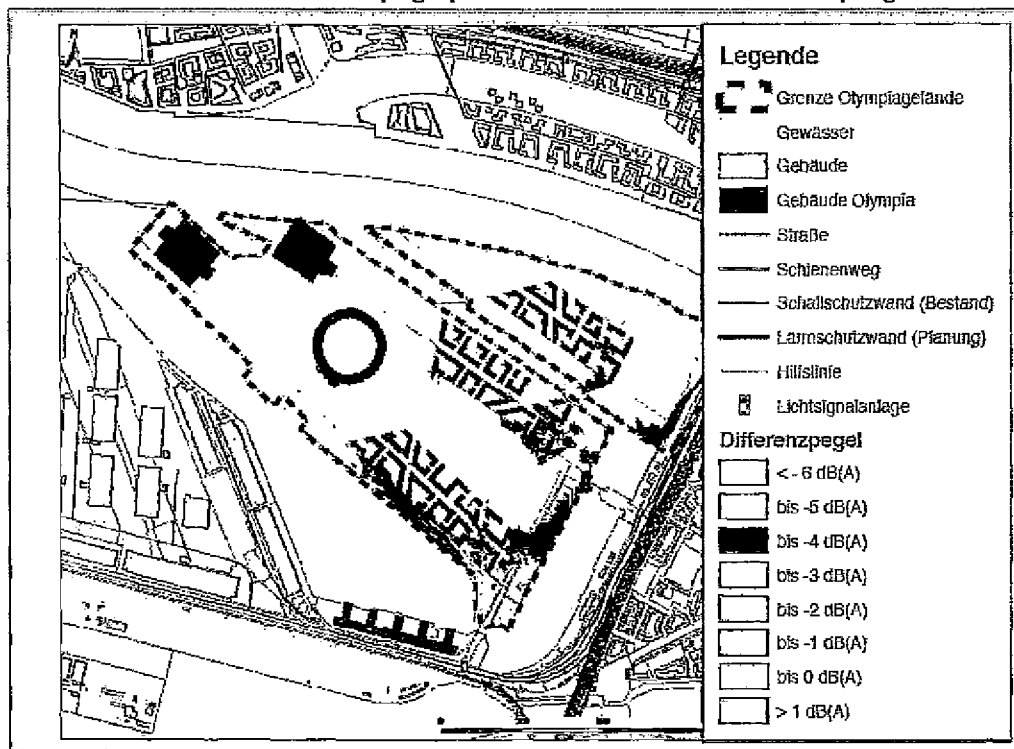 Legende
Grenze Olympiagelände
Gewässer
Gebäude
Gebäude Olympia
Straße
Schienenweg
Schallschutzwand (Bestand)
Lärmschutzwand (Planung)
Hilfslinie
Lichtsignalanlage
Differenzpegel
< - 6 dB(A)
bis -5 dB(A)
bis -4 dB(A)
bis -3 dB(A)
bis -2 dB(A)
bis -1 dB(A)
bis 0 dB(A)
> 1 dB(A)